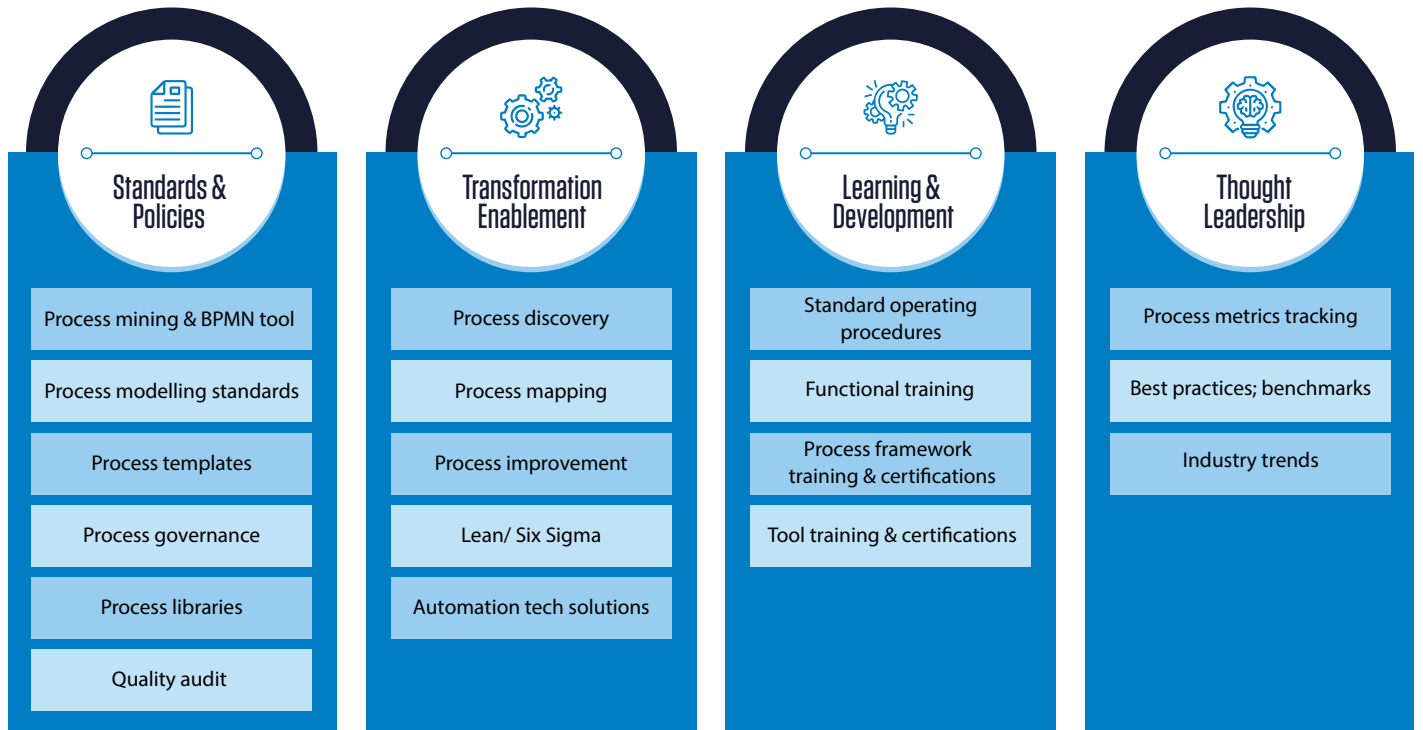 Standards &
Policies
Process mining & BPMN tool
Process modelling standards
Process templates
Process governance
Process libraries
Quality audit
Transformation
Enablement
Process discovery
Process mapping
Process improvement
Lean/ Six Sigma
Automation tech solutions
Learning &
Development
Standard operating
procedures
Functional training
Process framework
training & certifications
Tool training & certifications
Thought
Leadership
Process metrics tracking
Best practices; benchmarks
Industry trends